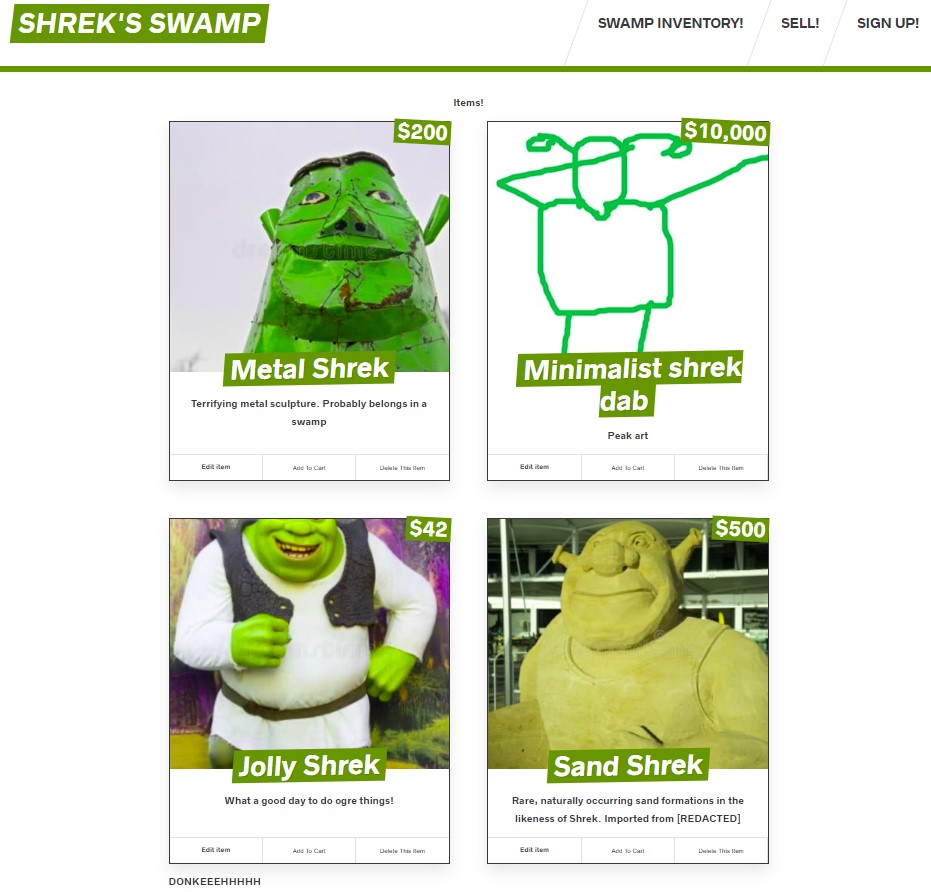 SHREK'S SWAMP
SWAMP INVENTORY! SELL! SIGN UP!
Items!
$200
Metal Shrek
Terrifying metal sculpture. Probably belongs in a
swamp
Edit item Add To Cart Delete This Item
$10,000
Minimalist shrek
dab
Peak art
Edit item Add To Cart Delete This Item
$42
Jolly Shrek
What a good day to do ogre things!
Edit item Add To Cart Delete This Item
$500
Sand Shrek
Rare, naturally occurring sand formations in the
likeness of Shrek. Imported from [REDACTED]
Edit item Add To Cart Delete This Item
DONKEEEHHHHH